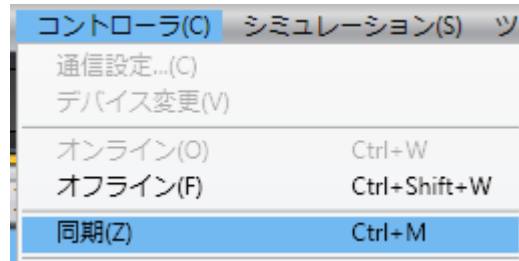 コントローラ(C) シミュレーション(S) ツ
通信設定...(C)
デバイス変更(V)
オンライン(O) Ctrl+W
オフライン(F) Ctrl+Shift+W
同期(Z) Ctrl+M